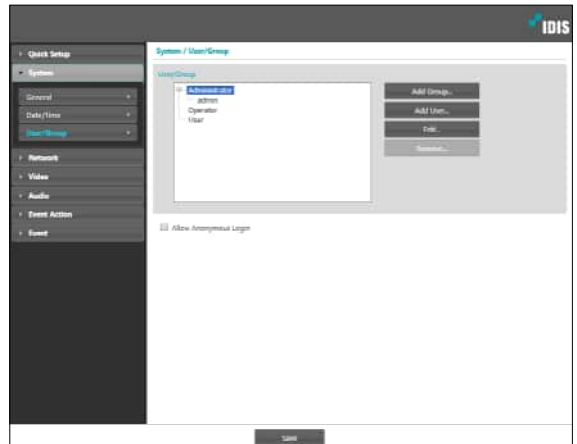 IDIS
Quick Setup
System
General
Date/Time
User/Group
Network
Video
Audio
Event Action
Event
System / User/Group
User/Group
Administrator
admin
Operator
User
Add Group...
Add User...
Edit...
Remove...
Allow Anonymous Login
Save